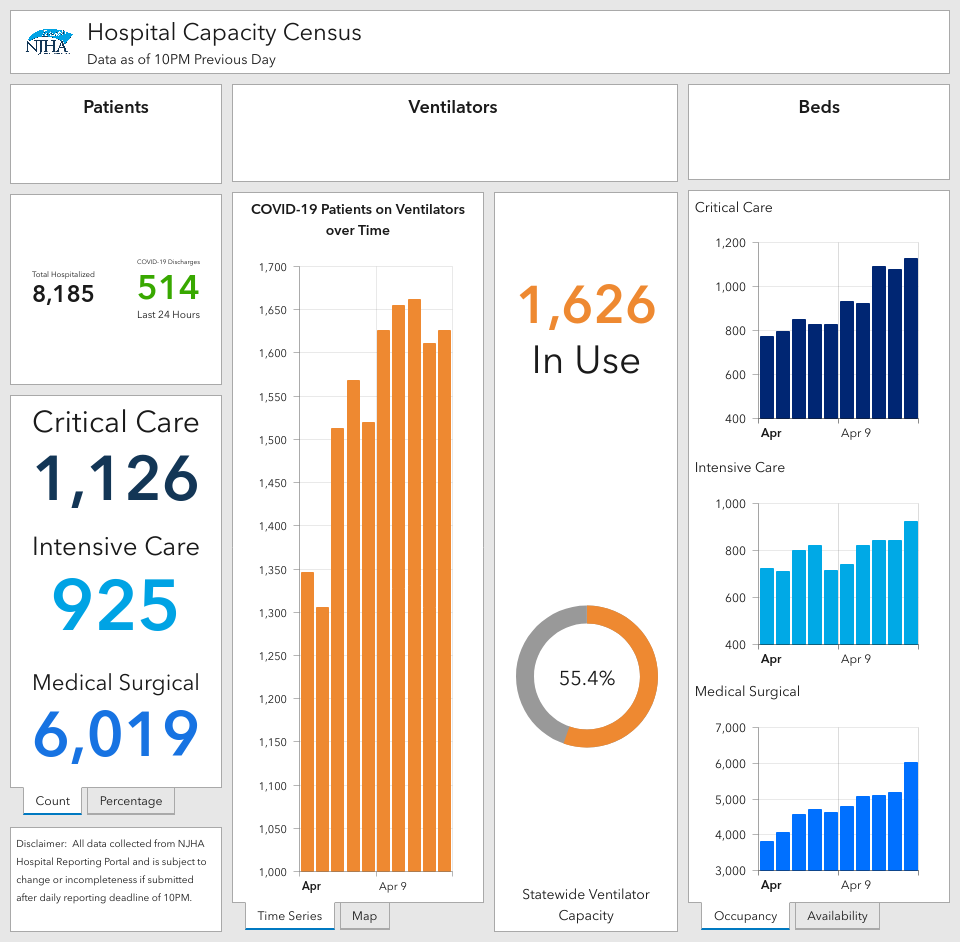 NJHA
Hospital Capacity Census
Data as of 10PM Previous Day
Patients
Total Hospitalized
8,185
COVID-19 Discharges
514
Last 24 Hours
Critical Care
1,126
Intensive Care
925
Medical Surgical
6,019
Count
Percentage
Disclaimer: All data collected from NJHA
Hospital Reporting Portal and is subject to
change or incompleteness if submitted
after daily reporting deadline of 10PM.
Ventilators
COVID-19 Patients on Ventilators
over Time
1,700
1,650
1,600
1,550
1,500
1,450
1,400
1,350
1,300
1,250
1,200
1,150
1,100
1,050
1,000
Apr
Apr 9
Time Series
Map
1,626
In Use
55.4%
Statewide Ventilator
Capacity
Beds
Critical Care
1,200
1,000
800
600
400
Apr
Apr 9
Intensive Care
1,000
800
600
400
Apr
Apr 9
Medical Surgical
7,000
6,000
5,000
4,000
3,000
Apr
Apr 9
Occupancy
Availability